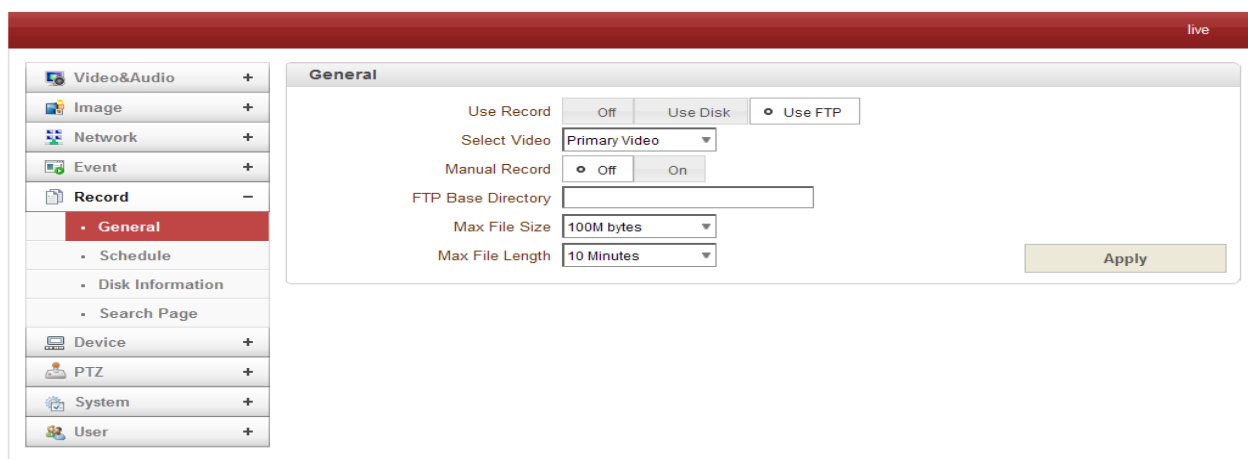 live
Video&Audio +
Image +
Network +
Event +
Record −
General
Schedule
Disk Information
Search Page
Device +
PTZ +
System +
User +
General
Use Record Off Use Disk Use FTP
Select Video Primary Video
Manual Record Off On
FTP Base Directory
Max File Size 100M bytes
Max File Length 10 Minutes
Apply